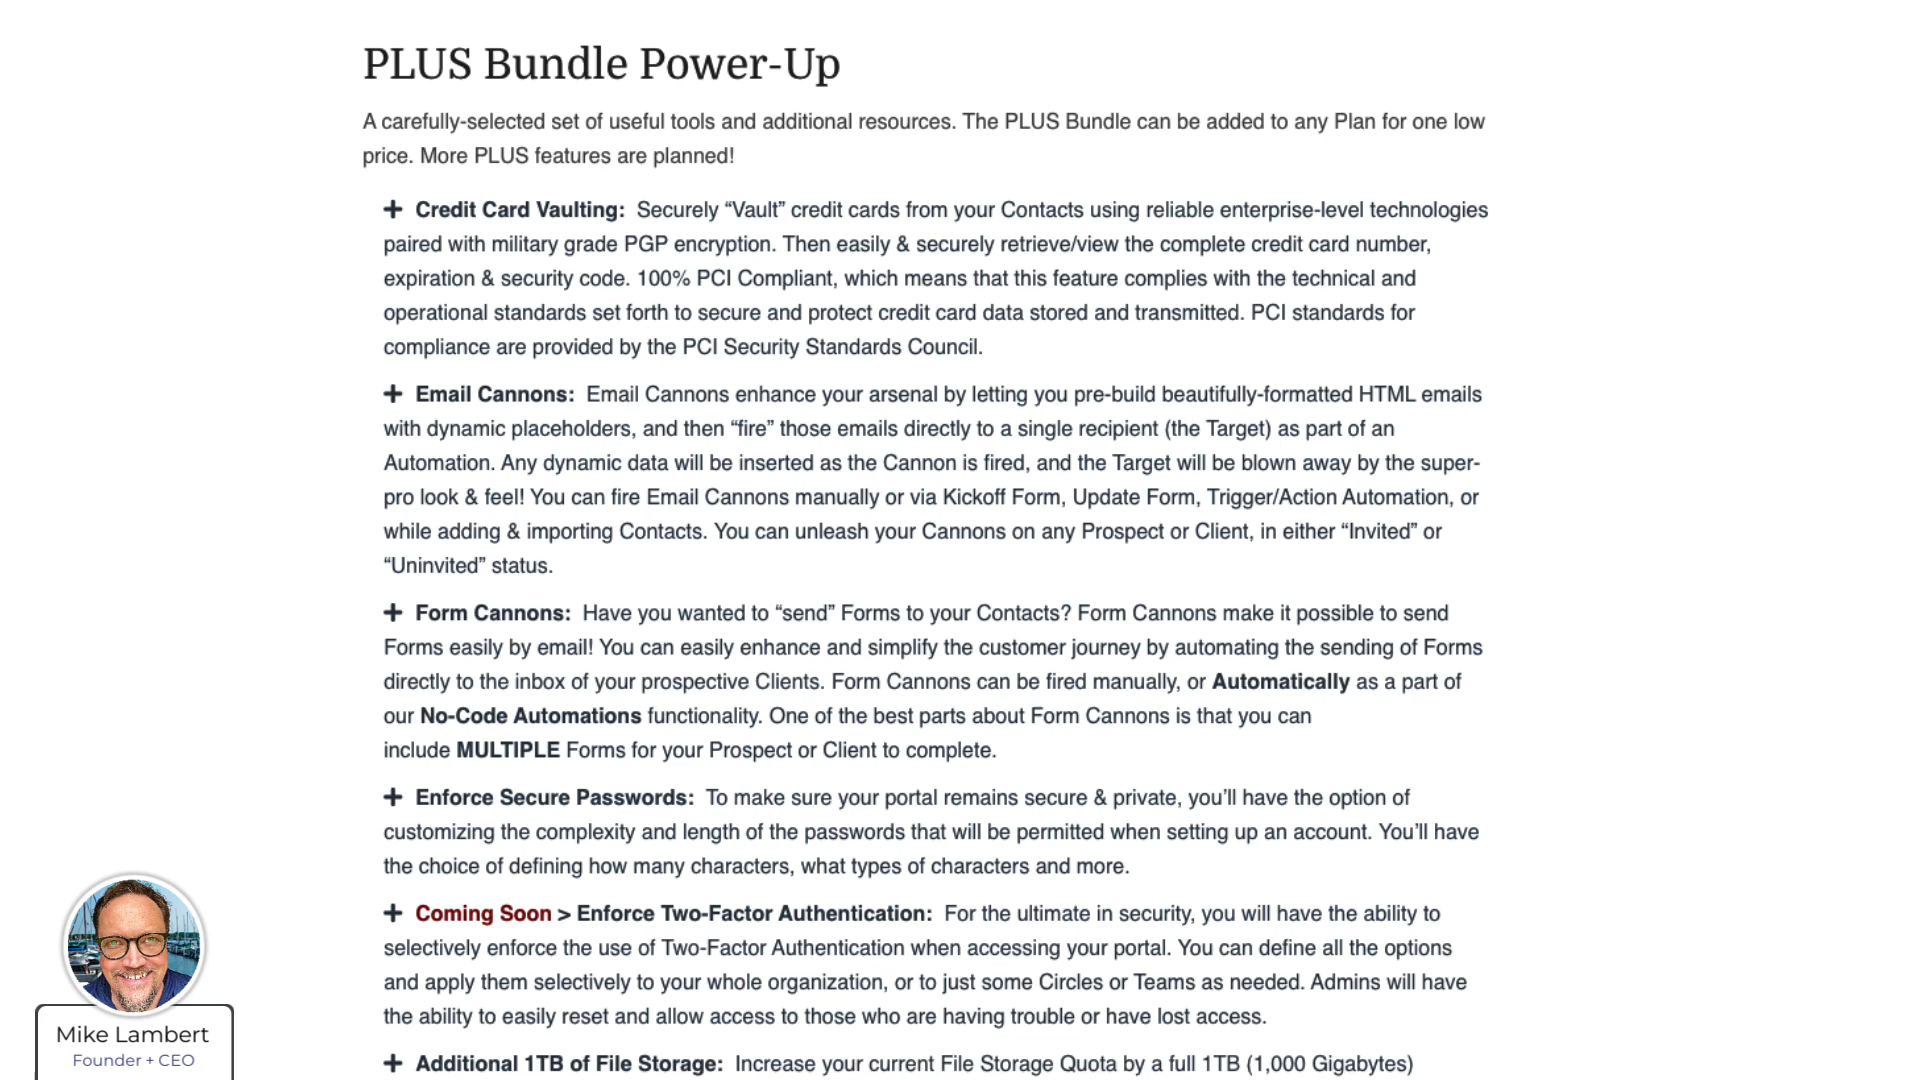 PLUS Bundle Power-Up
A carefully-selected set of useful tools and additional resources. The PLUS Bundle can be added to any Plan for one low
price. More PLUS features are planned!
+ Credit Card Vaulting: Securely “Vault” credit cards from your Contacts using reliable enterprise-level technologies
paired with military grade PGP encryption. Then easily & securely retrieve/view the complete credit card number,
expiration & security code. 100% PCI Compliant, which means that this feature complies with the technical and
operational standards set forth to secure and protect credit card data stored and transmitted. PCI standards for
compliance are provided by the PCI Security Standards Council.
+ Email Cannons: Email Cannons enhance your arsenal by letting you pre-build beautifully-formatted HTML emails
with dynamic placeholders, and then “fire” those emails directly to a single recipient (the Target) as part of an
Automation. Any dynamic data will be inserted as the Cannon is fired, and the Target will be blown away by the super-
pro look & feel! You can fire Email Cannons manually or via Kickoff Form, Update Form, Trigger/Action Automation, or
while adding & importing Contacts. You can unleash your Cannons on any Prospect or Client, in either “Invited” or
“Uninvited” status.
+ Form Cannons: Have you wanted to “send” Forms to your Contacts? Form Cannons make it possible to send
Forms easily by email! You can easily enhance and simplify the customer journey by automating the sending of Forms
directly to the inbox of your prospective Clients. Form Cannons can be fired manually, or Automatically as a part of
our No-Code Automations functionality. One of the best parts about Form Cannons is that you can
include MULTIPLE Forms for your Prospect or Client to complete.
+ Enforce Secure Passwords: To make sure your portal remains secure & private, you’ll have the option of
customizing the complexity and length of the passwords that will be permitted when setting up an account. You’ll have
the choice of defining how many characters, what types of characters and more.
+ Coming Soon > Enforce Two-Factor Authentication: For the ultimate in security, you will have the ability to
selectively enforce the use of Two-Factor Authentication when accessing your portal. You can define all the options
and apply them selectively to your whole organization, or to just some Circles or Teams as needed. Admins will have
the ability to easily reset and allow access to those who are having trouble or have lost access.
+ Additional 1TB of File Storage: Increase your current File Storage Quota by a full 1TB (1,000 Gigabytes)
Mike Lambert
Founder + CEO